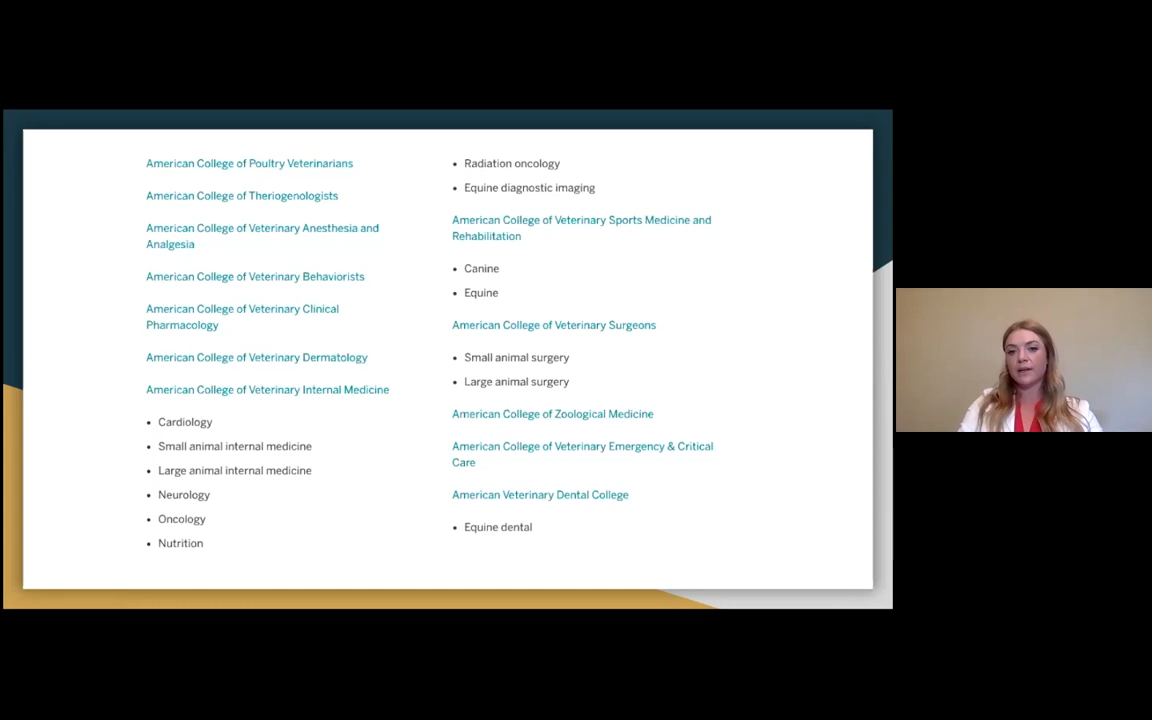 American College of Poultry Veterinarians
American College of Theriogenologists
American College of Veterinary Anesthesia and
Analgesia
American College of Veterinary Behaviorists
American College of Veterinary Clinical
Pharmacology
American College of Veterinary Dermatology
American College of Veterinary Internal Medicine
• Cardiology
• Small animal internal medicine
• Large animal internal medicine
• Neurology
• Oncology
• Nutrition
• Radiation oncology
• Equine diagnostic imaging
American College of Veterinary Sports Medicine and
Rehabilitation
• Canine
• Equine
American College of Veterinary Surgeons
• Small animal surgery
• Large animal surgery
American College of Zoological Medicine
American College of Veterinary Emergency & Critical
Care
American Veterinary Dental College
• Equine dental